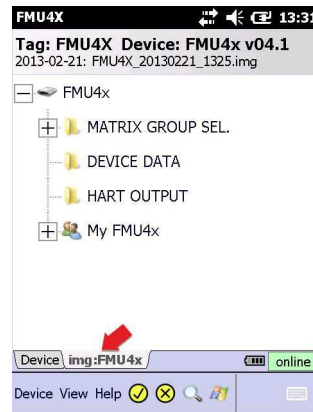 FMU4X 13:31
Tag: FMU4X Device: FMU4x v04.1
2013-02-21: FMU4X_20130221_1325.img
FMU4x
MATRIX GROUP SEL.
DEVICE DATA
HART OUTPUT
My FMU4x
Device img:FMU4x online
Device View Help